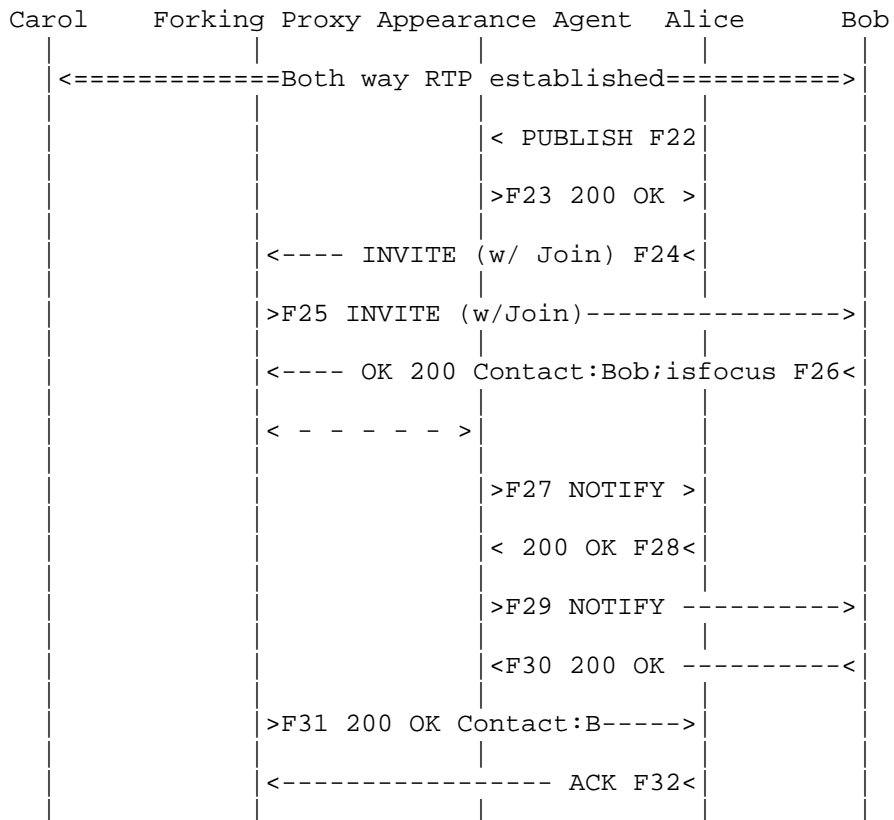 Carol Forking Proxy Appearance Agent Alice Bob
<=============Both way RTP established===========>
< PUBLISH F22
>F23 200 OK >
<---- INVITE (w/ Join) F24<
>F25 INVITE (w/Join)---------------->
<---- OK 200 Contact:Bob;isfocus F26<
< - - - - - >
>F27 NOTIFY >
< 200 OK F28<
>F29 NOTIFY ---------->
<F30 200 OK ----------<
>F31 200 OK Contact:B----->
<----------------- ACK F32<